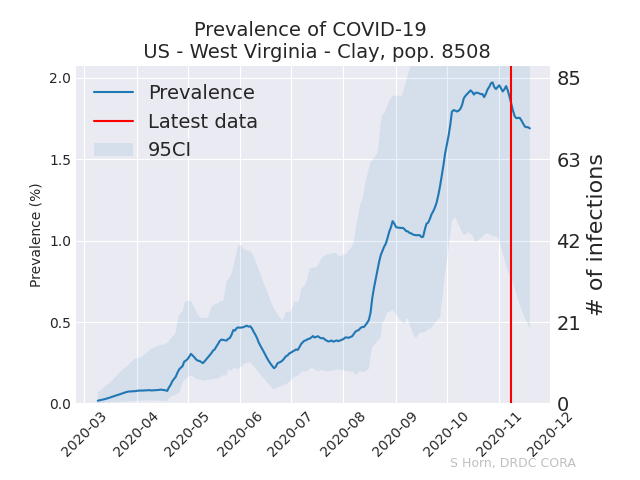 Prevalence of COVID-19
US - West Virginia - Clay, pop. 8508
Prevalence
Latest data
95CI
Prevalence (%)
2.0
1.5
1.0
0.5
0.0
85
63
42
21
0
# of infections
2020-03
2020-04
2020-05
2020-06
2020-07
2020-08
2020-09
2020-10
2020-11
2020-12
S Horn, DRDC CORA